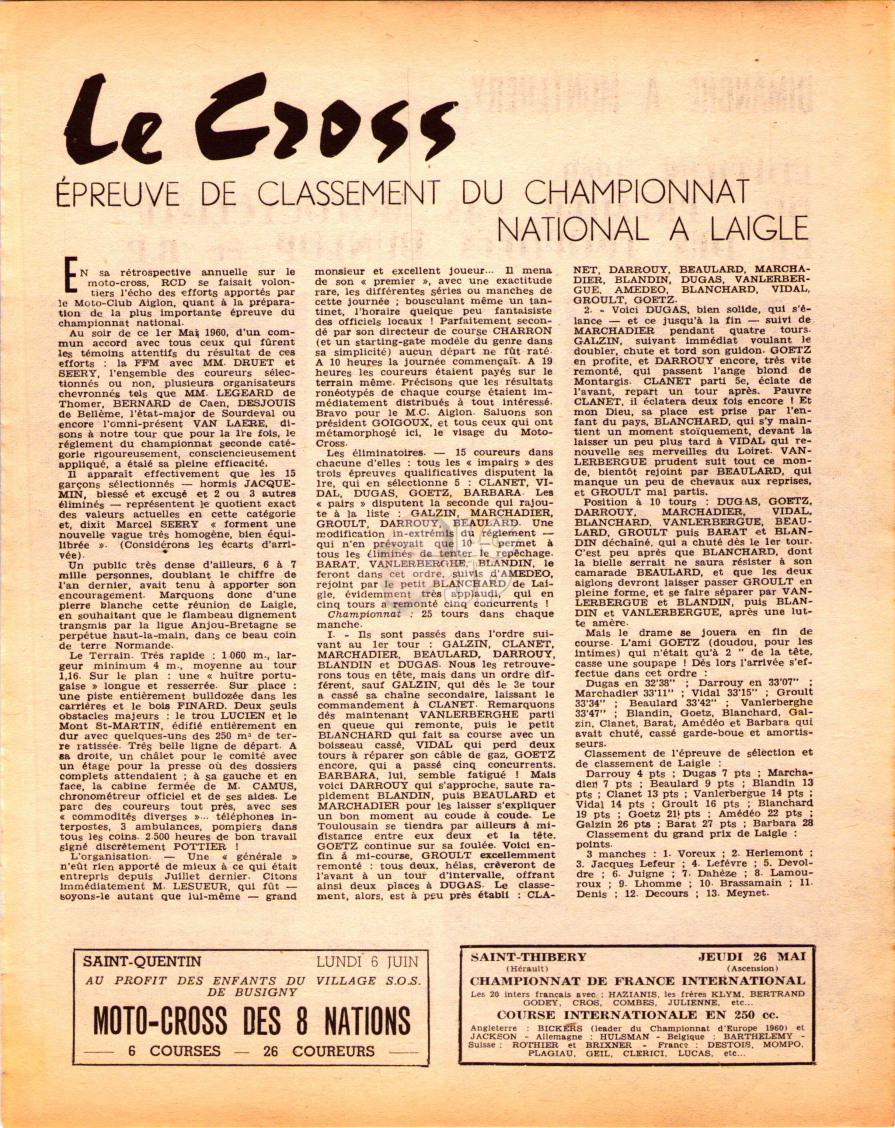 Le Cross
ÉPREUVE DE CLASSEMENT DU CHAMPIONNAT
NATIONAL A LAIGLE
EN sa rétrospective annuelle sur le
moto-cross, RCD se faisait volon-
tiers l'écho des efforts apportés par
le Moto-Club Aiglon, quant à la prépara-
tion de la plus importante épreuve du
championnat national.
Au soir de ce 1er Mai 1960, d'un com-
mun accord avec tous ceux qui fûrent
les témoins attentifs du résultat de ces
efforts : la FFM avec MM. DRUET et
SEERY, l'ensemble des coureurs sélec-
tionnés ou non, plusieurs organisateurs
chevronnés tels que MM. LEGEARD de
Thomer, BERNARD de Caen, DESJOUIS
de Bellême, l'état-major de Sourdeval ou
encore l'omni-présent VAN LAERE, di-
sons à notre tour que pour la 1re fois, le
réglement du championnat seconde caté-
gorie rigoureusement, consciencieusement
appliqué, a étalé sa pleine efficacité.
Il apparaît effectivement que les 15
garçons sélectionnés — hormis JACQUE-
MIN, blessé et excusé et 2 ou 3 autres
éliminés — représentent le quotient exact
des valeurs actuelles en cette catégorie
et, dixit Marcel SEERY « forment une
nouvelle vague très homogène, bien équi-
librée ». (Considérons les écarts d'arri-
vée).
Un public très dense d'ailleurs, 6 à 7
mille personnes, doublant le chiffre de
l'an dernier, avait tenu à apporter son
encouragement. Marquons donc d'une
pierre blanche cette réunion de Laigle,
en souhaitant que le flambeau dignement
transmis par la ligue Anjou-Bretagne se
perpétue haut-la-main, dans ce beau coin
de terre Normande.
Le Terrain. Très rapide : 1·060 m., lar-
geur minimum 4 m., moyenne au tour
1,16. Sur le plan : une « huître portu-
gaise » longue et resserrée. Sur place :
une piste entièrement bulldozée dans les
carrières et le bois FINARD. Deux seuls
obstacles majeurs : le trou LUCIEN et le
Mont St-MARTIN, édifié entièrement en
dur avec quelques-uns des 250 m³ de ter-
re ratissée. Très belle ligne de départ. A
sa droite, un châlet pour le comité avec
un étage pour la presse où des dossiers
complets attendaient ; à sa gauche et en
face, la cabine fermée de M. CAMUS,
chronométreur officiel et de ses aides. Le
parc des coureurs tout près, avec ses
« commodités diverses »... téléphones in-
terpostes, 3 ambulances, pompiers dans
tous les coins. 2.500 heures de bon travail
signé discrètement POTTIER !
L'organisation. — Une « générale »
n'eût rien apporté de mieux à ce qui était
entrepris depuis Juillet dernier. Citons
immédiatement M. LESUEUR, qui fût —
soyons-le autant que lui-même — grand
monsieur et excellent joueur... Il mena
de son « premier », avec une exactitude
rare, les différentes séries ou manches de
cette journée ; bousculant même un tan-
tinet, l'horaire quelque peu fantaisiste
des officiels locaux ! Parfaitement secon-
dé par son directeur de course CHARBON
(et un starting-gate modèle du genre dans
sa simplicité) aucun départ ne fût raté.
A 10 heures la journée commençait. A 19
heures les coureurs étaient payés sur le
terrain même. Précisons que les résultats
ronéotypés de chaque course étaient im-
médiatement distribués à tout intéressé.
Bravo pour le M.C. Aiglon. Saluons son
président GOIGOUX, et tous ceux qui ont
métamorphosé ici, le visage du Moto-
Cross.
Les éliminatoires. — 15 coureurs dans
chacune d'elles : tous les « impairs » des
trois épreuves qualificatives disputent la
1re, qui en sélectionne 5 : CLANET, VI-
DAL, DUGAS, GOETZ, BARBARA. Les
« pairs » disputent la seconde qui rajou-
te à la liste : GALZIN, MARCHADIER,
GROULT, DARROUY, BEAULARD. Une
modification in-extrémis du réglement —
qui n'en prévoyait que 10 — permet à
tous les éliminés de tenter le repêchage.
BARAT, VANLERBERGHE, BLANDIN, le
feront dans cet ordre, suivis d'AMEDEO,
rejoint par le petit BLANCHARD de Lai-
gle, évidemment très applaudi, qui en
cinq tours a remonté cinq concurrents !
Championnat : 25 tours dans chaque
manche.
I. - Ils sont passés dans l'ordre sui-
vant au 1er tour : GALZIN, CLANET,
MARCHADIER, BEAULARD, DARROUY,
BLANDIN et DUGAS. Nous les retrouve-
rons tous en tête, mais dans un ordre dif-
férent, sauf GALZIN, qui dès le 3e tour
a cassé sa chaîne secondaire, laissant le
commandement à CLANET. Remarquons
dès maintenant VANLERBERGHE parti
en queue qui remonte, puis le petit
BLANCHARD qui fait sa course avec un
boisseau cassé, VIDAL qui perd deux
tours à réparer son câble de gaz, GOETZ
encore, qui a passé cinq concurrents.
BARBARA, lui, semble fatigué ! Mais
voici DARROUY qui s'approche, saute ra-
pidement BLANDIN, puis BEAULARD et
MARCHADIER pour les laisser s'expliquer
un bon moment au coude à coude. Le
Toulousain se tiendra par ailleurs à mi-
distance entre eux deux et la tête.
GOETZ continue sur sa foulée. Voici en-
fin à mi-course, GROULT excellemment
remonté : tous deux, hélas, crèveront de
l'avant à un tour d'intervalle, offrant
ainsi deux places à DUGAS. Le classe-
ment, alors, est à peu près établi : CLA-
NET, DARROUY, BEAULARD, MARCHA-
DIER, BLANDIN, DUGAS, VANLERBER-
GUE, AMEDEO, BLANCHARD, VIDAL,
GROULT, GOETZ.
2. - Voici DUGAS, bien solide, qui s'é-
lance — et ce jusqu'à la fin — suivi de
MARCHADIER pendant quatre tours.
GALZIN, suivant immédiat voulant le
doubler, chute et tord son guidon. GOETZ
en profite, et DARROUY encore, très vite
remonté, qui passent l'ange blond de
Montargis. CLANET parti 5e, éclate de
l'avant, repart un tour après. Pauvre
CLANET, il éclatera deux fois encore ! Et
mon Dieu, sa place est prise par l'en-
fant du pays, BLANCHARD, qui s'y main-
tient un moment stoïquement, devant la
laisser un peu plus tard à VIDAL qui re-
nouvelle ses merveilles du Loiret. VAN-
LERBERGUE prudent suit tout ce mon-
de, bientôt rejoint par BEAULARD, qui
manque un peu de chevaux aux reprises,
et GROULT mal partis.
Position à 10 tours : DUGAS, GOETZ,
DARROUY, MARCHADIER, VIDAL,
BLANCHARD, VANLERBERGUE, BEAU-
LARD, GROULT puis BARAT et BLAN-
DIN déchaîné, qui a chuté dès le 1er tour.
C'est peu après que BLANCHARD, dont
la bielle serrait ne saura résister à son
camarade BEAULARD, et que les deux
aiglons devront laisser passer GROULT en
pleine forme, et se faire séparer par VAN-
LERBERGUE et BLANDIN, puis BLAN-
DIN et VANLERBERGUE, après une lut-
te amère.
Mais le drame se jouera en fin de
course. L'ami GOETZ (doudou, pour les
intimes) qui n'était qu'à 2 " de la tête,
casse une soupape ! Dès lors l'arrivée s'ef-
fectue dans cet ordre :
Dugas en 32'38" ; Darrouy en 33'07" ;
Marchadier 33'11" ; Vidal 33'15" ; Groult
33'34" ; Beaulard 33'42" ; Vanlerberghe
33'47" ; Blandin, Goetz, Blanchard, Gal-
zin, Clanet, Barat, Amédéo et Barbara qui
avait chuté, cassé garde-boue et amortis-
seurs.
Classement de l'épreuve de sélection et
de classement de Laigle :
Darrouy 4 pts ; Dugas 7 pts ; Marcha-
dier 7 pts ; Beaulard 9 pts ; Blandin 13
pts ; Clanet 13 pts ; Vanlerbergue 14 pts ;
Vidal 14 pts ; Groult 16 pts ; Blanchard
19 pts ; Goetz 21 pts ; Amédéo 22 pts ;
Galzin 26 pts ; Barat 27 pts ; Barbara 28
Classement du grand prix de Laigle :
points.
3 manches : 1. Voreux ; 2. Herlemont ;
3. Jacques Lefeur ; 4. Lefèvre ; 5. Devol-
dre ; 6. Juigne ; 7. Dahéze ; 8. Lamou-
roux ; 9. Lhomme ; 10. Brassamain ; 11.
Denis ; 12. Decours ; 13. Meynet.
SAINT-QUENTIN LUNDI 6 JUIN
AU PROFIT DES ENFANTS DU VILLAGE S.O.S.
DE BUSIGNY
MOTO-CROSS DES 8 NATIONS
— 6 COURSES — 26 COUREURS —
SAINT-THIBERY JEUDI 26 MAI
(Hérault) (Ascension)
CHAMPIONNAT DE FRANCE INTERNATIONAL
Les 20 inters français avec : HAZIANIS, les frères KLYM, BERTRAND
GODEY, CROS, COMBES, JULIENNE, etc...
COURSE INTERNATIONALE EN 250 cc.
Angleterre : BICKERS (leader du Championnat d'Europe 1960) et
JACKSON - Allemagne : HULSMAN - Belgique : BARTHELEMY -
Suisse : ROTHIER et BRIXNER - France : DESTOIS, MOMPO,
PLAGIAU, GEIL, CLERICI, LUCAS, etc...